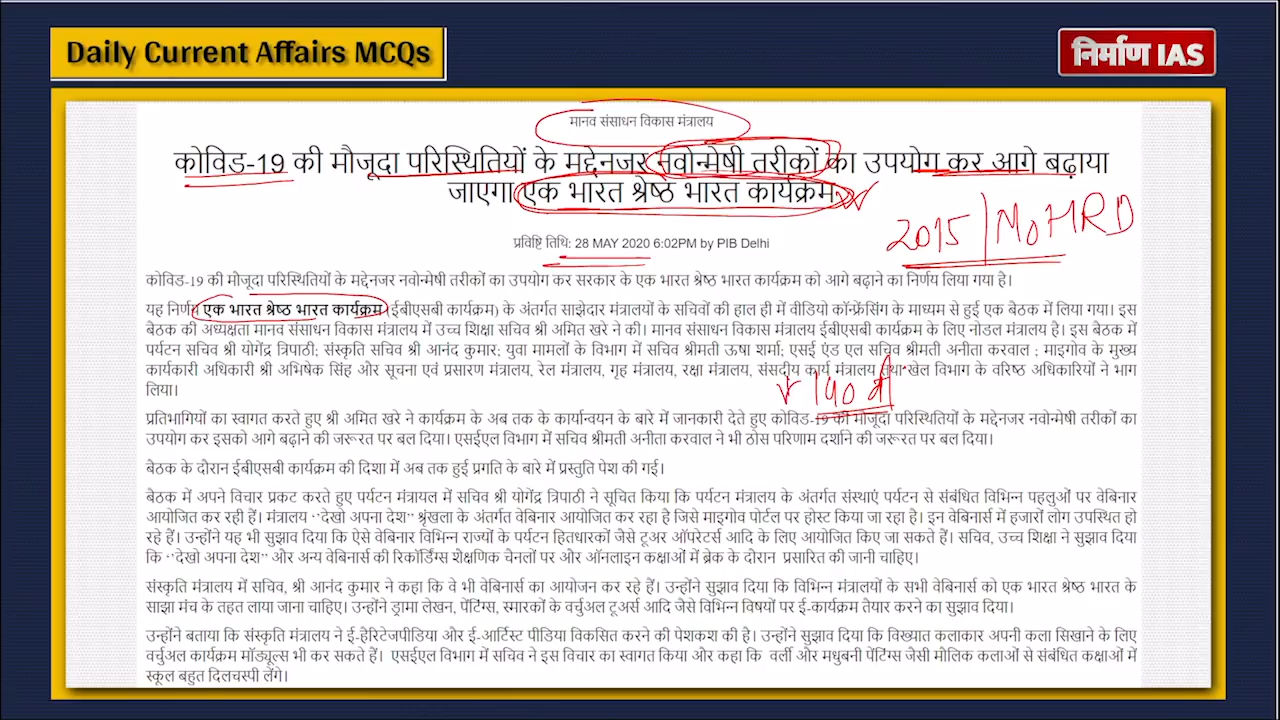 Daily Current Affairs MCQs
निर्माण IAS
मानव संसाधन विकास मंत्रालय
कोविड-19 की मौजूदा परिस्थितियों के मद्देनजर नवोन्मेषी तरीकों का उपयोग कर आगे बढ़ाया
जाएगा एक भारत श्रेष्ठ भारत कार्यक्रम
2015 MoHRD
प्रविष्टि तिथि: 28 MAY 2020 6:02PM by PIB Delhi
कोविड-19 की मौजूदा परिस्थितियों के मद्देनजर नवोन्मेषी तरीकों का उपयोग कर सरकार के एक भारत श्रेष्ठ भारत कार्यक्रम को आगे बढ़ाने का निर्णय लिया गया है।
यह निर्णय एक भारत श्रेष्ठ भारत कार्यक्रम ईबीएसबी कार्यक्रम के अंतर्गत साझेदार मंत्रालयों के सचिवों की हाल ही में वीडियो कॉन्फ्रेंसिंग के माध्यम से हुई एक बैठक में लिया गया। इस
बैठक की अध्यक्षता मानव संसाधन विकास मंत्रालय में उच्च शिक्षा सचिव श्री अमित खरे ने की। मानव संसाधन विकास मंत्रालय ईबीएसबी कार्यक्रम के लिए नोडल मंत्रालय है। इस बैठक में
पर्यटन सचिव श्री योगेंद्र त्रिपाठी, संस्कृति सचिव श्री आनंद कुमार, युवा मामलों के विभाग में सचिव श्रीमती ऊषा शर्मा, एसई एंड एल सचिव श्रीमती अनीता करवाल ; माइगोव के मुख्य
कार्यकारी अधिकारी श्री अभिषेक सिंह और सूचना एवं प्रसारण मंत्रालय, रेल मंत्रालय, गृह मंत्रालय, रक्षा मंत्रालय, संसदीय कार्य मंत्रालय तथा खेल विभाग के वरिष्ठ अधिकारियों ने भाग
लिया।
प्रतिभागियों का स्वागत करते हुए श्री अमित खरे ने कार्यक्रम के अब तक के कार्यान्वयन के बारे में जानकारी दी और कोविड-19 की मौजूदा परिस्थितियों के मद्देनजर नवोन्मेषी तरीकों का
उपयोग कर इसको आगे बढ़ाने की जरूरत पर बल दिया। एसईएल विभाग में सचिव श्रीमती अनीता करवाल ने भी ठोस परिणाम दर्शाने की जरूरत पर बल दिया।
बैठक के दौरान ईबीएसबी कार्यक्रम की दिशा में अब तक हुई प्रगति के बारे में प्रस्तुति पेश की गई।
बैठक में अपने विचार प्रकट करते हुए पर्यटन मंत्रायल में सचिव श्री योगेंद्र त्रिपाठी ने सूचित किया कि पर्यटन मंत्रालय के अंतर्गत संस्थाएं पर्यटन से संबंधित विभिन्न पहलुओं पर वेबिनार
आयोजित कर रही हैं। मंत्रालय ''देखो अपना देश'' श्रृंखला के अंतर्गत वेबिनार आयोजित कर रहा है जिसे माइगोव पोर्टल पर होस्ट किया जा रहा है। इन वेबिनार्स में हजारों लोग उपस्थित हो
रहे हैं। उन्होंने यह भी सुझाव दिया कि ऐसे वेबिनार विभिन्न राज्यों के पर्यटन हितधारकों जैसे टूअर ऑपरेटर्स आदि के लिए आयोजित किए जा सकते हैं। सचिव, उच्च शिक्षा ने सुझाव दिया
कि ''देखो अपना देश'' और अन्य वेबिनार्स की रिकॉर्डिंग्स शैक्षणिक चैनलों पर और ऑनलाइन कक्षाओं में ब्रेक के दौरान प्रसारित की जानी चाहिए।
संस्कृति मंत्रालय में सचिव, श्री आनंद कुमार ने कहा कि वे भी वेबिनार्स का आयोजन कर रहे हैं। उन्होंने सुझाव दिया कि विभिन्न मंत्रालयों के सभी वेबिनार्स को एक भारत श्रेष्ठ भारत के
साझा मंच के तहत लाया जाना चाहिए। उन्होंने ड्रामा लेखन, पेंटिंग्स, स्मारकों के वर्चुअल टूअर्स आदि जैसे विभिन्न विषयों पर ई-पाठ्यक्रम तैयार करने का सुझाव दिया।
उन्होंने बताया कि संस्कृति मंत्रालय ने ई-हेरिटेजपीडिया और ई-आर्टिस्ट पीडिया विकसित करने की पेशकश की है। उन्होंने सुझाव दिया कि विख्यात कलाकार अपनी कला सिखाने के लिए
वर्चुअल कार्यक्रम मॉड्यूल्स भी कर सकते हैं। एसईएल विभाग में सचिव ने इस विचार का स्वागत किया और कहा कि वर्ली और मधुबनी पेंटिंग्स जैसी मौलिक कलाओं से संबंधित कक्षाओं में
स्कूल बहुत दिलचस्पी लेंगे।